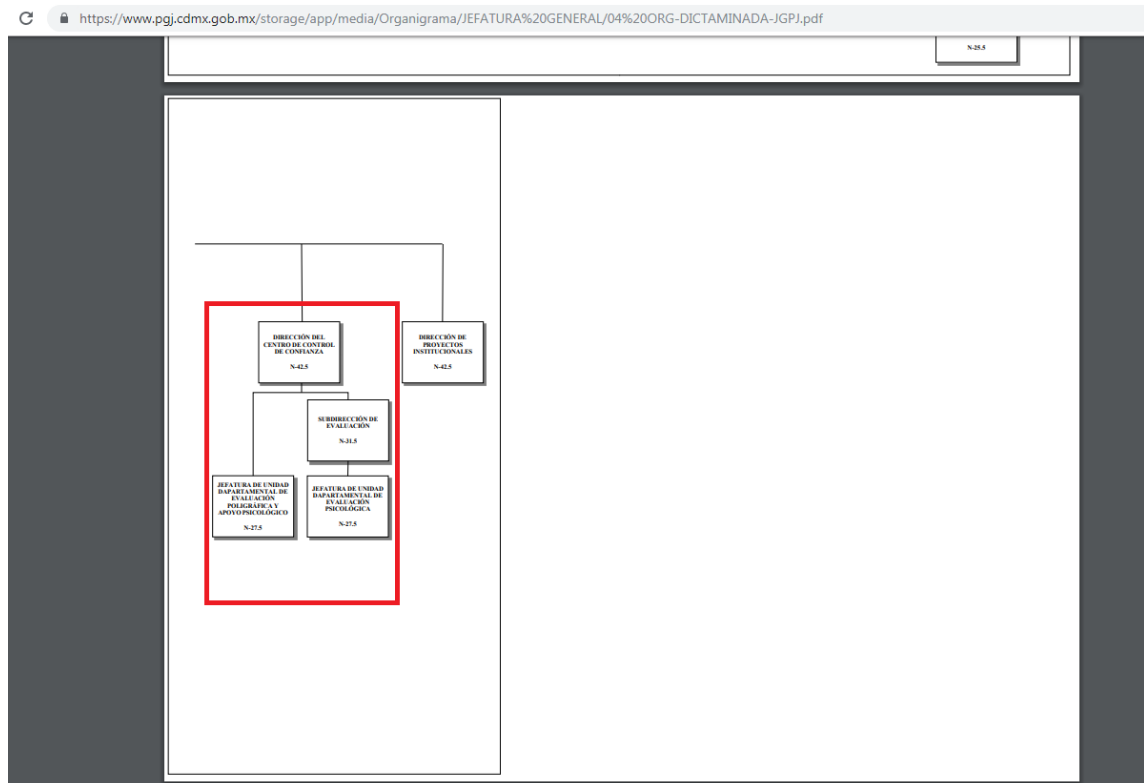 https://www.pgj.cdmx.gob.mx/storage/app/media/Organigrama/JEFATURA%20GENERAL/04%20ORG-DICTAMINADA-JGPJ.pdf
N-25.5
DIRECCIÓN DEL
CENTRO DE CONTROL
DE CONFIANZA
N-42.5
DIRECCIÓN DE
PROYECTOS
INSTITUCIONALES
N-42.5
SUBDIRECCIÓN DE
EVALUACIÓN
N-31.5
JEFATURA DE UNIDAD
DAPARTAMENTAL DE
EVALUACIÓN
POLIGRÁFICA Y
APOYO PSICOLÓGICO
N-27.5
JEFATURA DE UNIDAD
DAPARTAMENTAL DE
EVALUACIÓN
PSICOLÓGICA
N-27.5